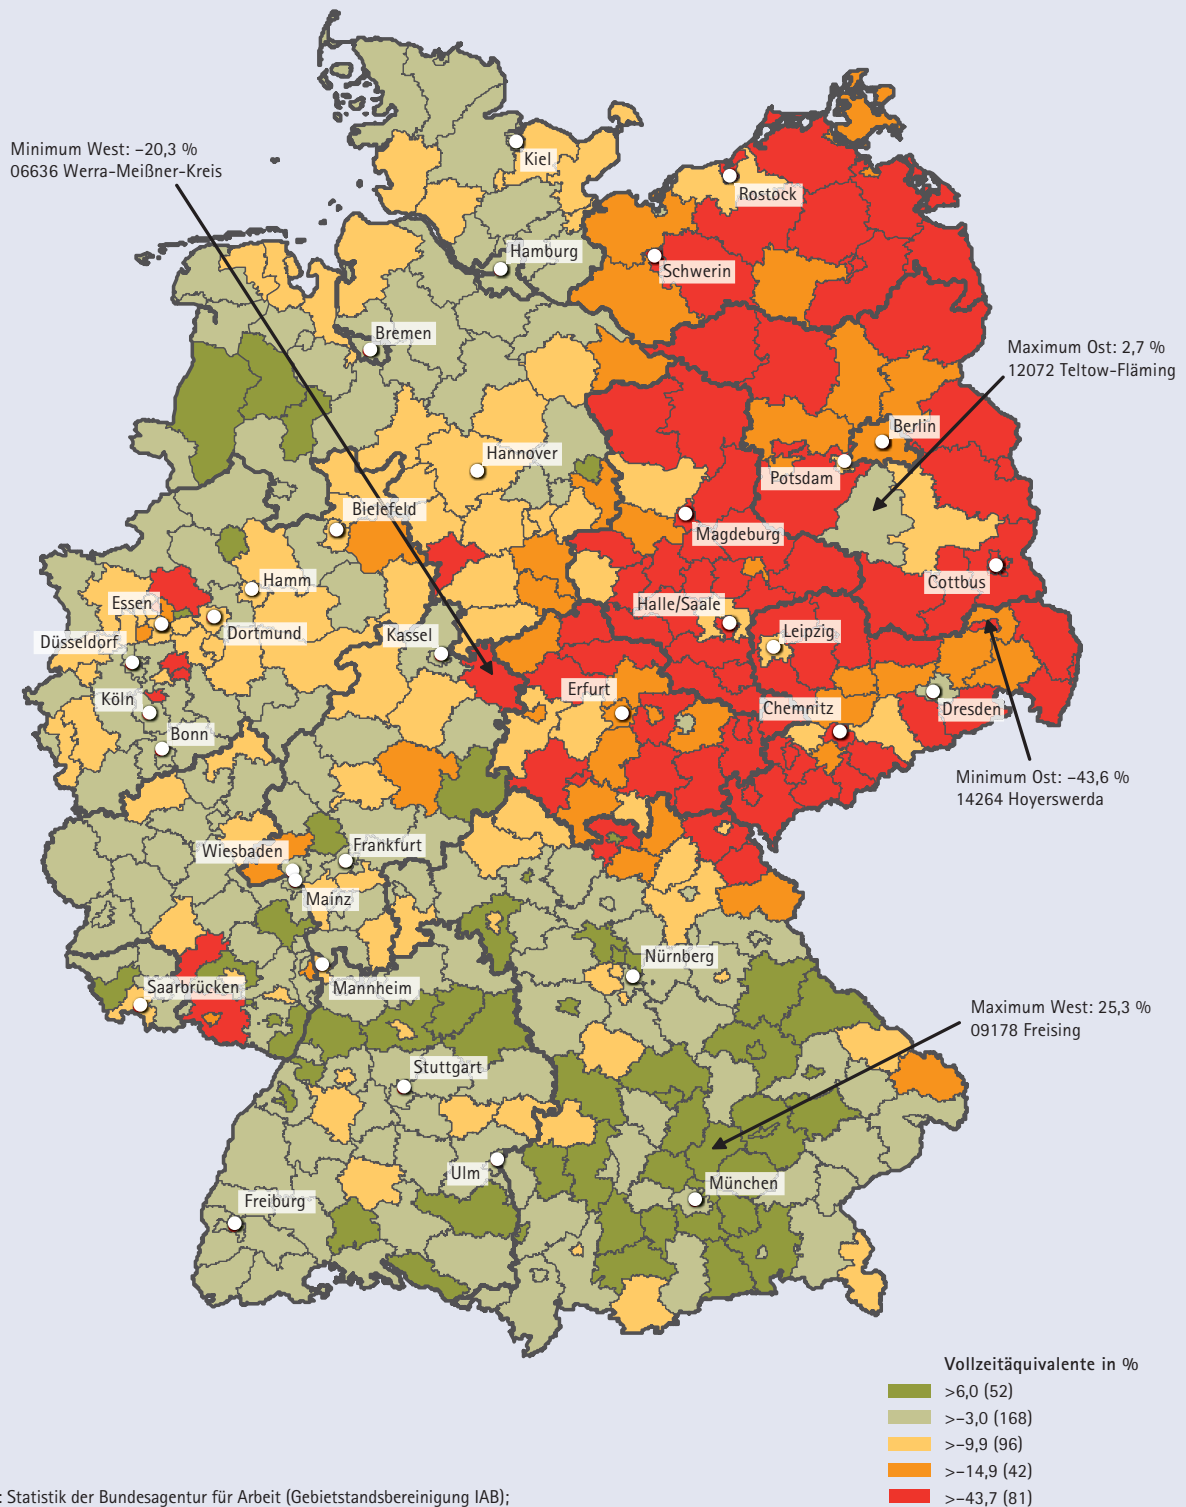 Minimum West: –20,3 %
06636 Werra-Meißner-Kreis
Kiel
Rostock
Hamburg
Schwerin
Bremen
Maximum Ost: 2,7 %
12072 Teltow-Fläming
Berlin
Hannover
Potsdam
Bielefeld
Magdeburg
Hamm
Cottbus
Essen
Halle/Saale
Dortmund
Leipzig
Düsseldorf
Kassel
Köln
Erfurt
Chemnitz
Dresden
Bonn
Minimum Ost: –43,6 %
14264 Hoyerswerda
Wiesbaden
Frankfurt
Mainz
Nürnberg
Saarbrücken
Mannheim
Maximum West: 25,3 %
09178 Freising
Stuttgart
Ulm
München
Freiburg
Vollzeitäquivalente in %
>6,0 (52)
>–3,0 (168)
>–9,9 (96)
>–14,9 (42)
>–43,7 (81)
: Statistik der Bundesagentur für Arbeit (Gebietstandsbereinigung IAB);